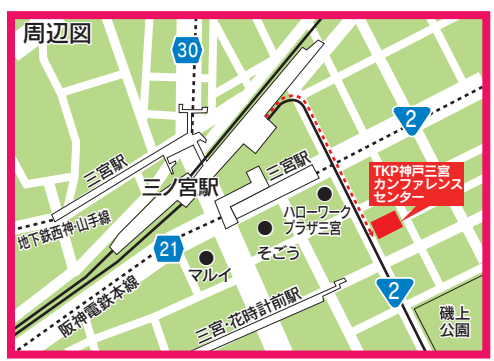 周辺図
30
2
三宮駅
三宮駅
TKP神戸三宮
カンファレンス
センター
三ノ宮駅
ハローワーク
プラザ三宮
地下鉄西神・山手線
21
そごう
マルイ
阪神電鉄本線
2
三宮・花時計前駅
磯上
公園